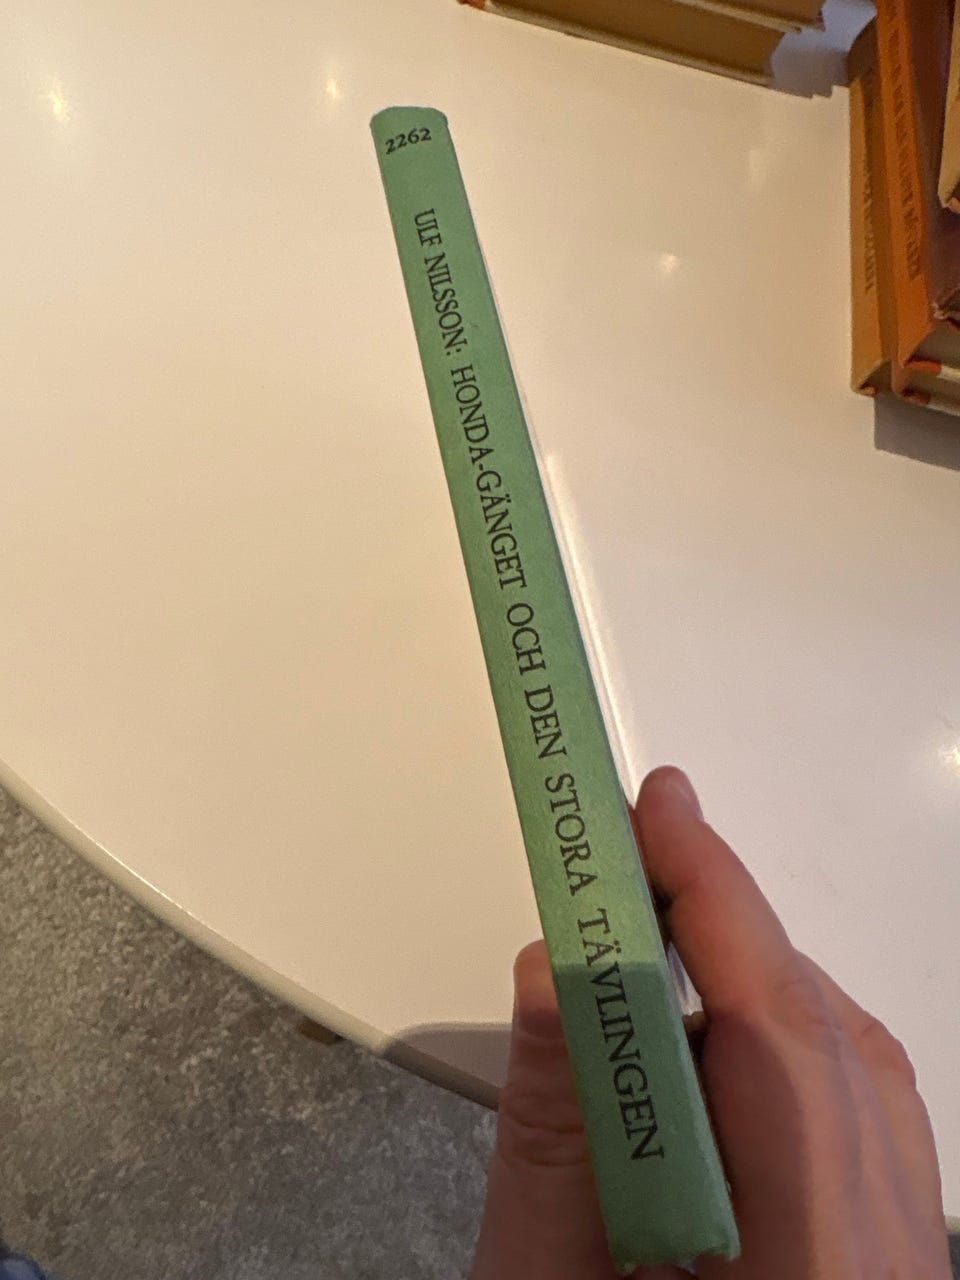 2262
ULF NILSSON: HONDA-GÄNGET OCH DEN STORA TÄVLINGEN